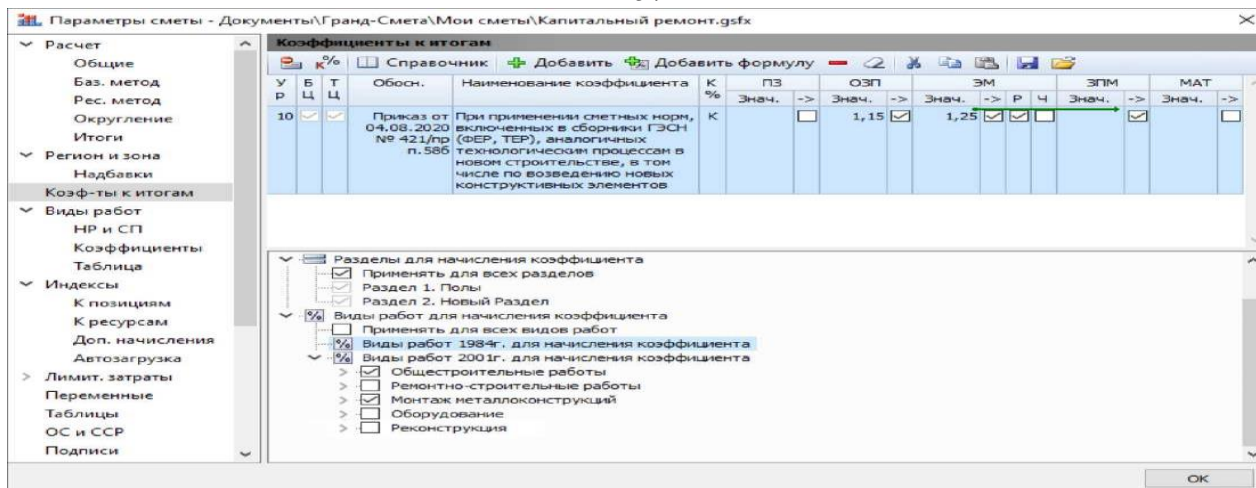 Параметры сметы - Документы\Гранд-Смета\Мои сметы\Капитальный ремонт.gsfx
Расчет
Общие
Баз. метод
Рес. метод
Округление
Итоги
Регион и зона
Надбавки
Коэф-ты к итогам
Виды работ
НР и СП
Коэффициенты
Таблица
Индексы
К позициям
К ресурсам
Доп. начисления
Автозагрузка
Лимит. затраты
Переменные
Таблицы
ОС и ССР
Подписи
Коэффициенты к итогам
К% Справочник Добавить Добавить формулу
У Р Б Ц Т Ц Обосн. Наименование коэффициента К % ПЗ ОЗП ЭМ ЗПМ МАТ
Знач. -> Знач. -> Знач. -> Р Ч Знач. -> Знач. ->
10 Приказ от При применении сметных норм, К 1,15 1,25
04.08.2020 включенных в сборники ГЭСН
№ 421/пр (ФЕР, ТЕР), аналогичных
п.58б технологическим процессам в
новом строительстве, в том
числе по возведению новых
конструктивных элементов
Разделы для начисления коэффициента
Применять для всех разделов
Раздел 1. Полы
Раздел 2. Новый Раздел
% Виды работ для начисления коэффициента
Применять для всех видов работ
% Виды работ 1984г. для начисления коэффициента
% Виды работ 2001г. для начисления коэффициента
Общестроительные работы
Ремонтно-строительные работы
Монтаж металлоконструкций
Оборудование
Реконструкция
ОК